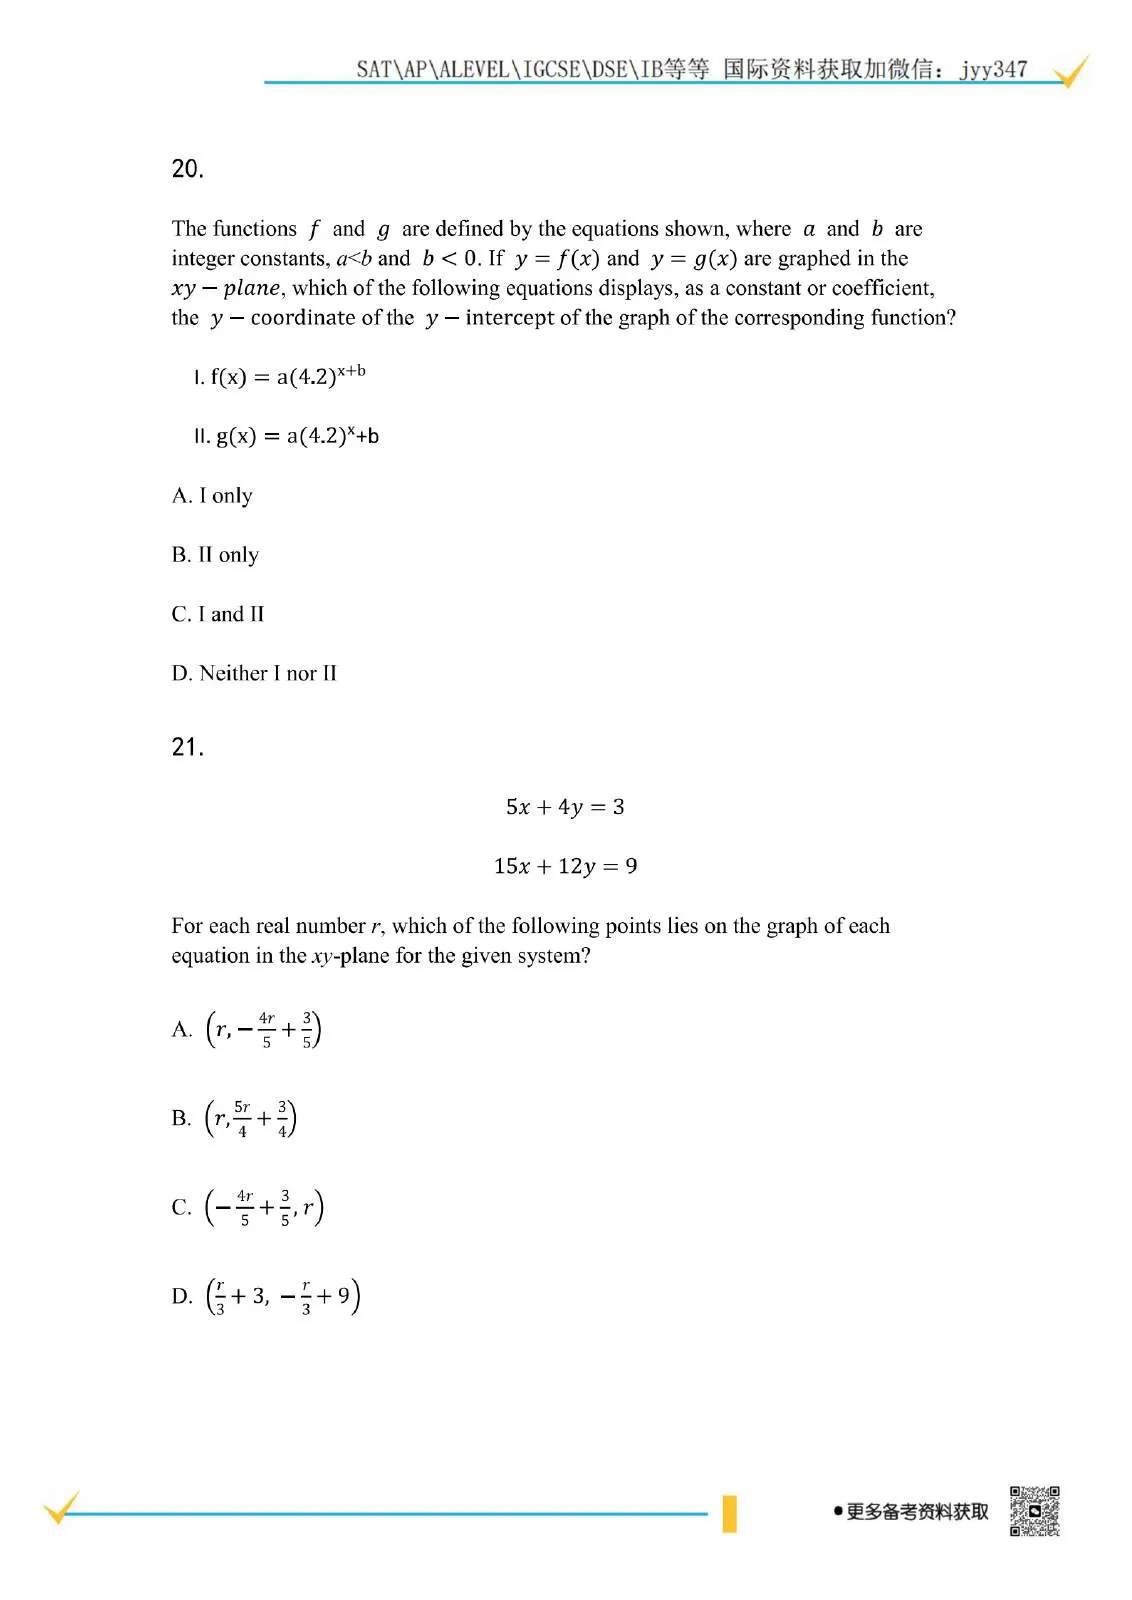 SAT\AP\ALEVEL\IGCSE\DSE\IB等等 国际资料获取加微信: jyy347
20.
The functions f and g are defined by the equations shown, where a and b are
integer constants, a<b and b < 0. If y = f(x) and y = g(x) are graphed in the
xy − plane, which of the following equations displays, as a constant or coefficient,
the y − coordinate of the y − intercept of the graph of the corresponding function?
I. f(x) = a(4.2)^{x+b}
II. g(x) = a(4.2)^x+b
A. I only
B. II only
C. I and II
D. Neither I nor II
21.
5x + 4y = 3
15x + 12y = 9
For each real number r, which of the following points lies on the graph of each
equation in the xy-plane for the given system?
A. (r, − 4r/5 + 3/5)
B. (r, 5r/4 + 3/4)
C. (− 4r/5 + 3/5, r)
D. (r/3 + 3, − r/3 + 9)
•更多备考资料获取